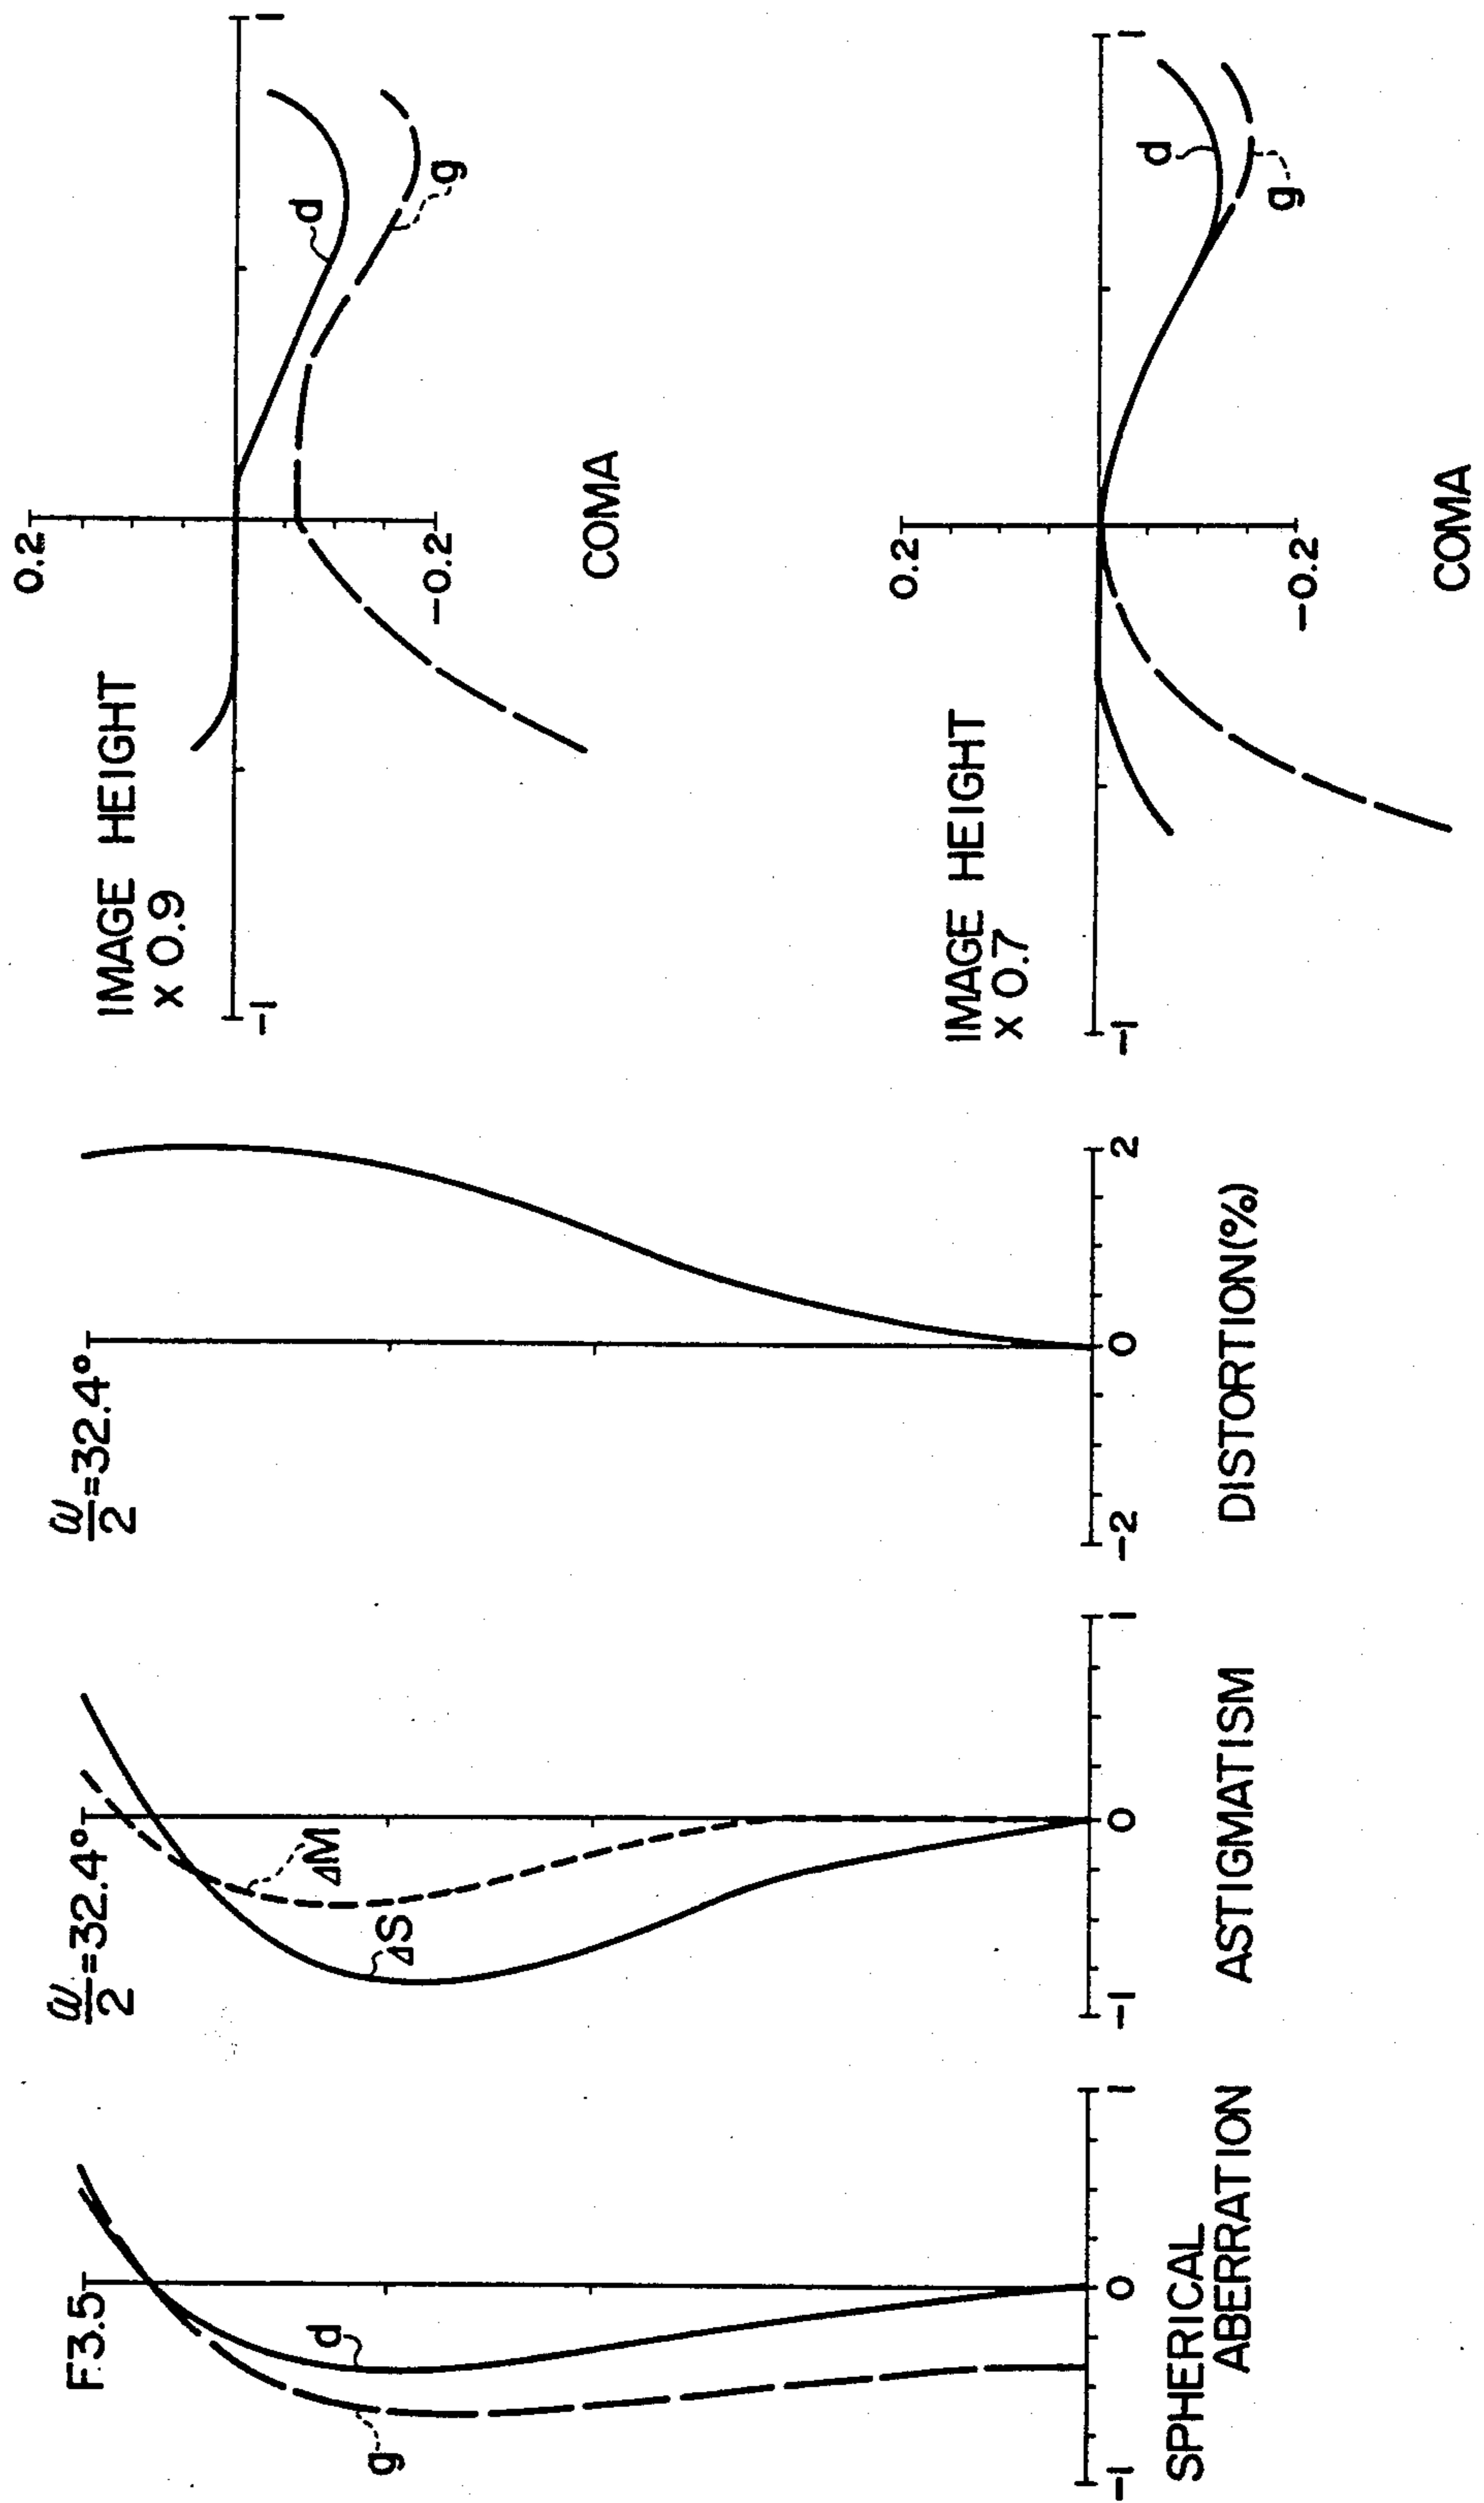 F.3.5
d
g
-1
0
1
SPHERICAL
ABERRATION
ω/2=32.4°
ΔM
ΔS
-1
0
1
ASTIGMATISM
ω/2=32.4°
-2
0
2
DISTORTION(%)
IMAGE HEIGHT
x 0.9
0.2
-0.2
-1
1
d
g
COMA
IMAGE HEIGHT
x 0.7
0.2
-0.2
-1
1
d
g
COMA